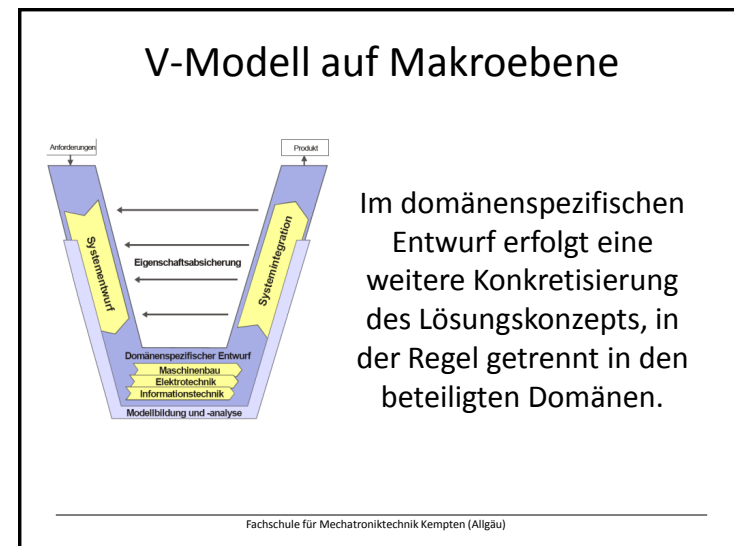 V-Modell auf Makroebene
Anforderungen
Produkt
Systementwurf
Eigenschaftsabsicherung
Systemintegration
Domänenspezifischer Entwurf
Maschinenbau
Elektrotechnik
Informationstechnik
Modellbildung und -analyse
Im domänenspezifischen
Entwurf erfolgt eine
weitere Konkretisierung
des Lösungskonzepts, in
der Regel getrennt in den
beteiligten Domänen.
Fachschule für Mechatroniktechnik Kempten (Allgäu)